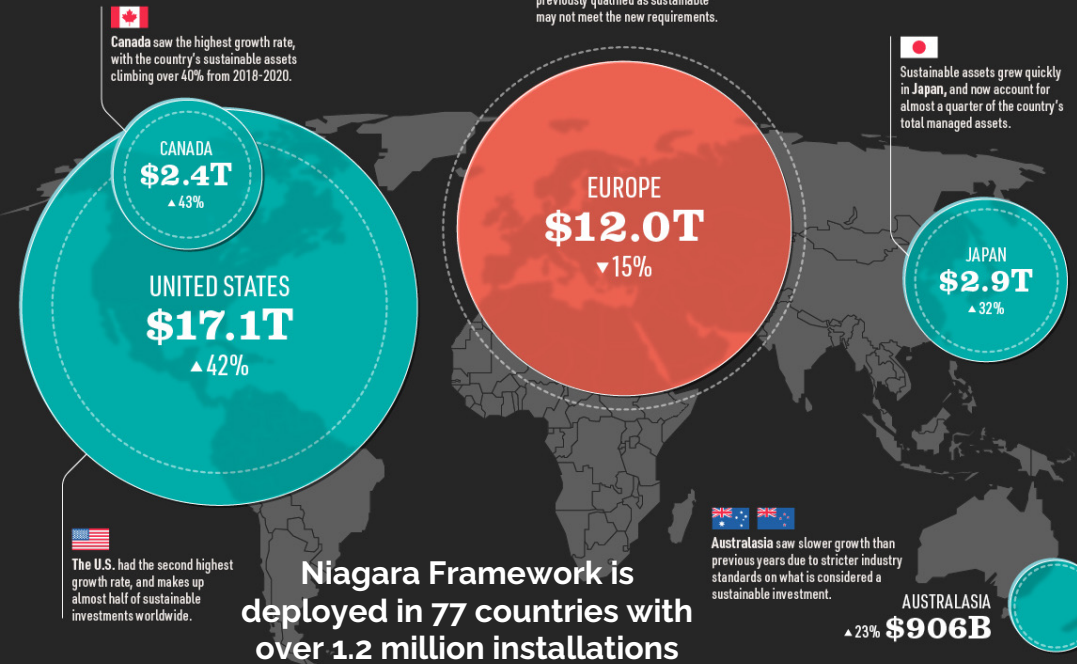 previously qualified as sustainable
may not meet the new requirements.
Canada saw the highest growth rate,
with the country's sustainable assets
climbing over 40% from 2018-2020.
Sustainable assets grew quickly
in Japan, and now account for
almost a quarter of the country's
total managed assets.
CANADA
$2.4T
▲43%
UNITED STATES
$17.1T
▲42%
EUROPE
$12.0T
▼15%
JAPAN
$2.9T
▲32%
The U.S. had the second highest
growth rate, and makes up
almost half of sustainable
investments worldwide.
Niagara Framework is
deployed in 77 countries with
over 1.2 million installations
Australasia saw slower growth than
previous years due to stricter industry
standards on what is considered a
sustainable investment.
AUSTRALASIA
▲23% $906B